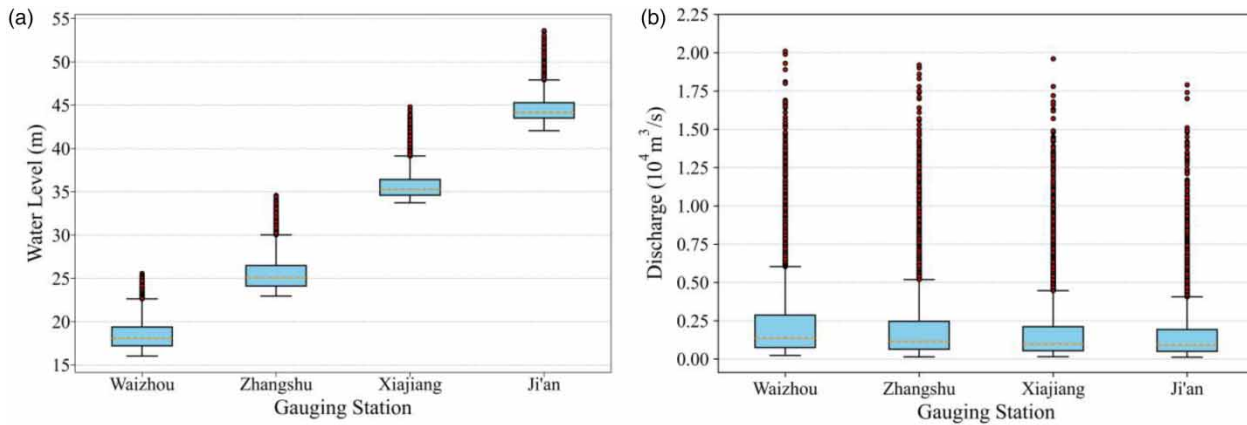 (a)
Water Level (m)
55
50
45
40
35
30
25
20
15
Waizhou Zhangshu Xiajiang Ji'an
Gauging Station
(b)
Discharge (10⁴ m³/s)
2.25
2.00
1.75
1.50
1.25
1.00
0.75
0.50
0.25
0.00
Waizhou Zhangshu Xiajiang Ji'an
Gauging Station